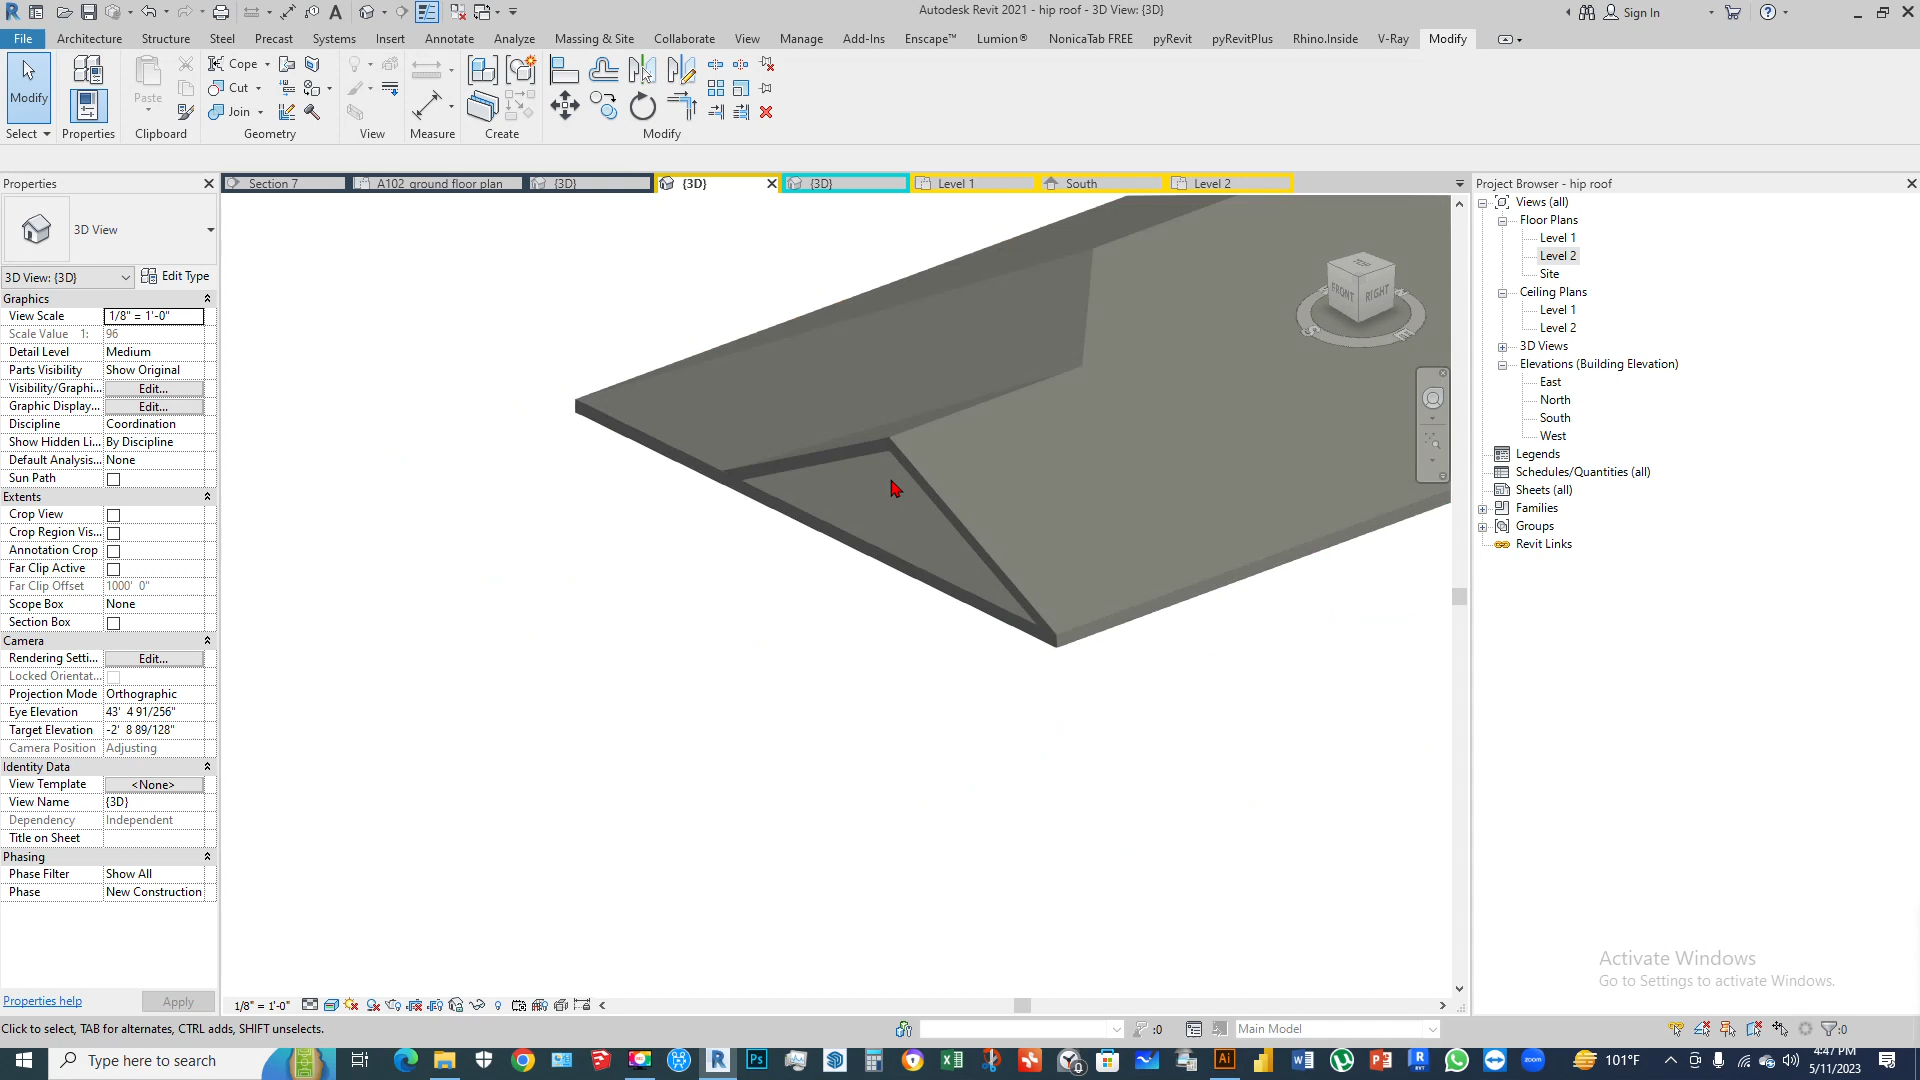 Autodesk Revit 2021 - hip roof - 3D View: {3D}
Sign In
File Architecture Structure Steel Precast Systems Insert Annotate Analyze Massing & Site Collaborate View Manage Add-Ins Enscape™ Lumion® NonicaTab FREE pyRevit pyRevitPlus Rhino.Inside V-Ray Modify
Modify
Paste
Cope
Cut
Join
Select Properties Clipboard Geometry View Measure Create Modify
Properties
Section 7
A102 ground floor plan
{3D}
{3D}
{3D}
Level 1
South
Level 2
Project Browser - hip roof
3D View
3D View: {3D}
Edit Type
Graphics
View Scale 1/8" = 1'-0"
Scale Value 1: 96
Detail Level Medium
Parts Visibility Show Original
Visibility/Graphi... Edit...
Graphic Display... Edit...
Discipline Coordination
Show Hidden Li... By Discipline
Default Analysis... None
Sun Path
Extents
Crop View
Crop Region Vis...
Annotation Crop
Far Clip Active
Far Clip Offset 1000' 0"
Scope Box None
Section Box
Camera
Rendering Setti... Edit...
Locked Orientat...
Projection Mode Orthographic
Eye Elevation 43' 4 91/256"
Target Elevation -2' 8 89/128"
Camera Position Adjusting
Identity Data
View Template <None>
View Name {3D}
Dependency Independent
Title on Sheet
Phasing
Phase Filter Show All
Phase New Construction
Properties help
Apply
TOP
FRONT
RIGHT
Views (all)
Floor Plans
Level 1
Level 2
Site
Ceiling Plans
Level 1
Level 2
3D Views
Elevations (Building Elevation)
East
North
South
West
Legends
Schedules/Quantities (all)
Sheets (all)
Families
Groups
Revit Links
Activate Windows
Go to Settings to activate Windows.
1/8" = 1'-0"
Click to select, TAB for alternates, CTRL adds, SHIFT unselects.
:0
Main Model
:0
Type here to search
101°F
4:47 PM
5/11/2023